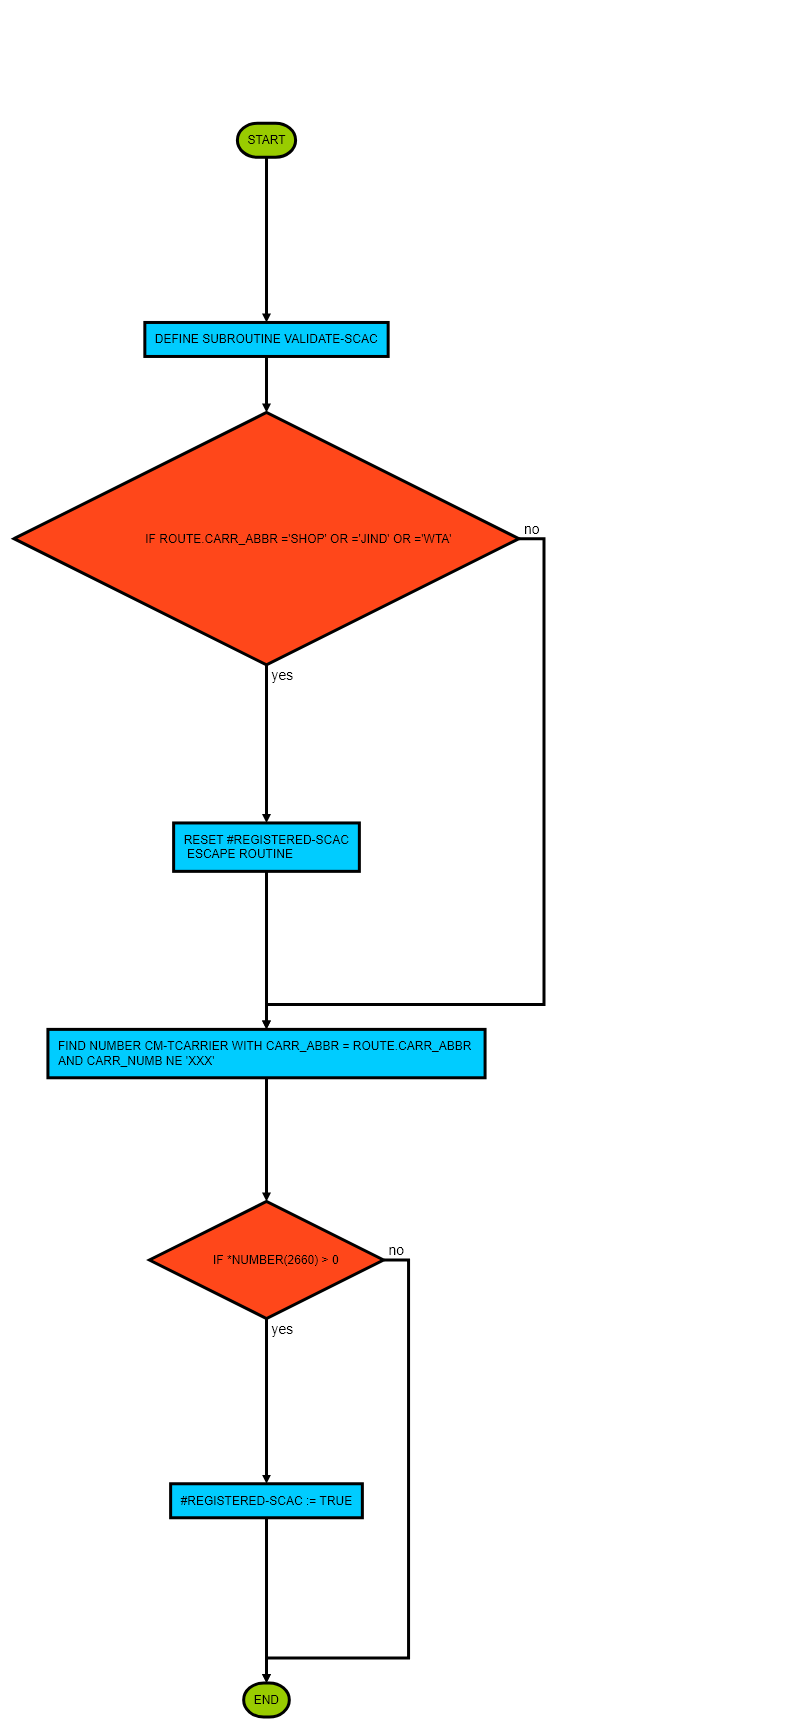 START
DEFINE SUBROUTINE VALIDATE-SCAC
IF ROUTE.CARR_ABBR ='SHOP' OR ='JIND' OR ='WTA'
no
yes
RESET #REGISTERED-SCAC
ESCAPE ROUTINE
FIND NUMBER CM-TCARRIER WITH CARR_ABBR = ROUTE.CARR_ABBR
AND CARR_NUMB NE 'XXX'
IF *NUMBER(2660) > 0
no
yes
#REGISTERED-SCAC := TRUE
END